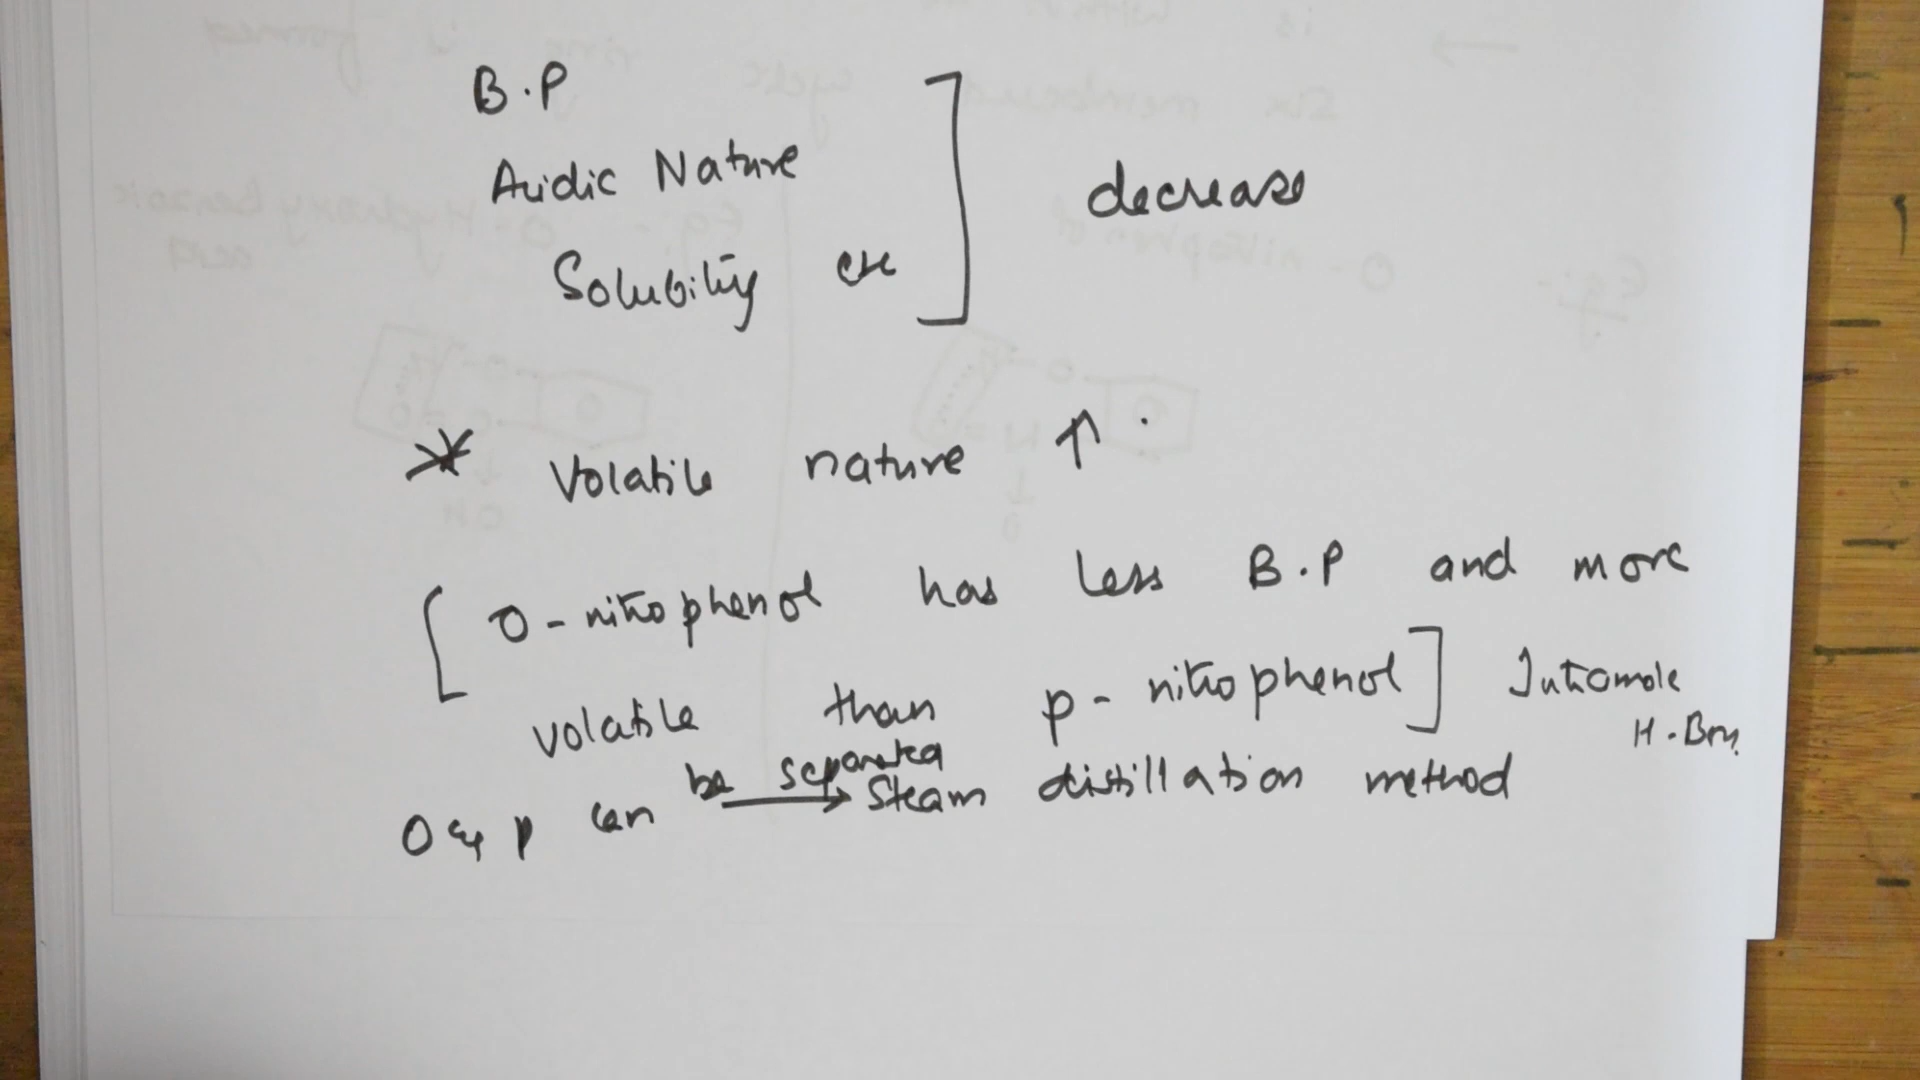 B.P
Acidic Nature
Solubility etc
decrease
* Volatile nature ↑.
[ O-nitrophenol has less B.P and more
volatile than p-nitrophenol] Intramole
H-Bon.
be separated
O & p can → Steam distillation method